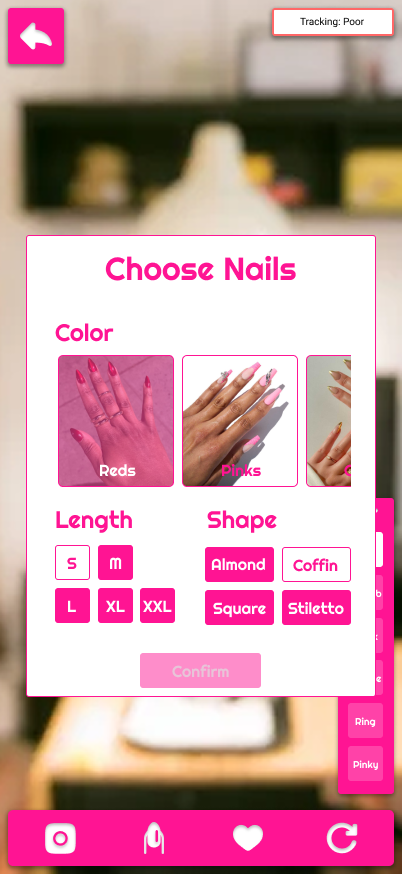 Tracking: Poor
Choose Nails
Color
Reds
Pinks
Length
Shape
S
M
Almond
Coffin
L
XL
XXL
Square
Stiletto
Confirm
Ring
Pinky